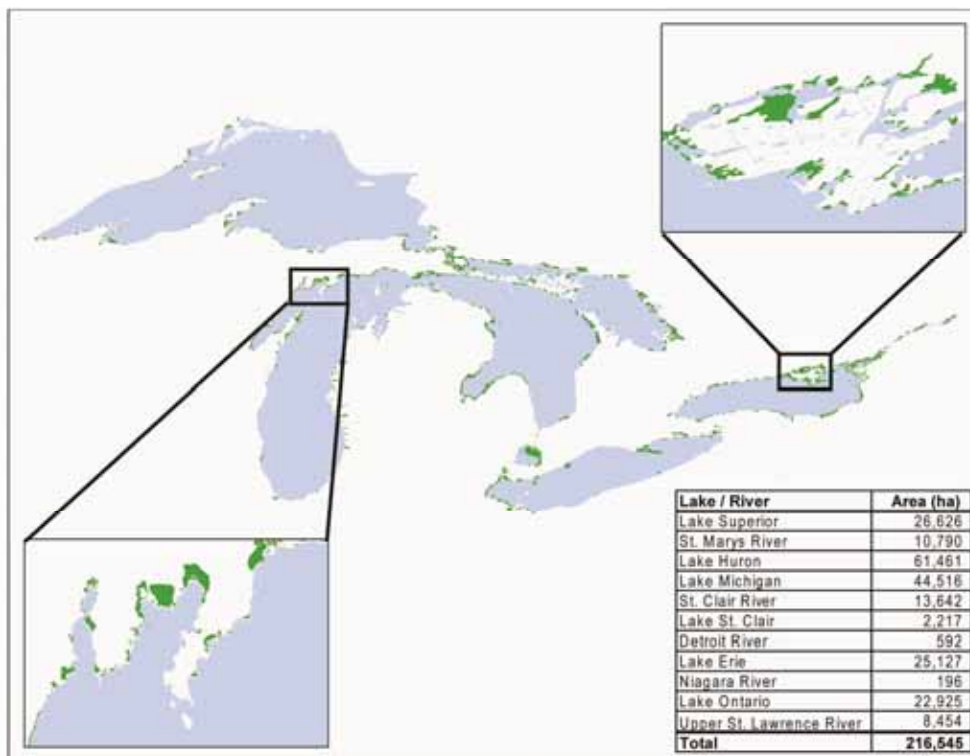 Lake / River Area (ha)
Lake Superior 26,626
St. Marys River 10,790
Lake Huron 61,461
Lake Michigan 44,516
St. Clair River 13,642
Lake St. Clair 2,217
Detroit River 592
Lake Erie 25,127
Niagara River 196
Lake Ontario 22,925
Upper St. Lawrence River 8,454
Total 216,545